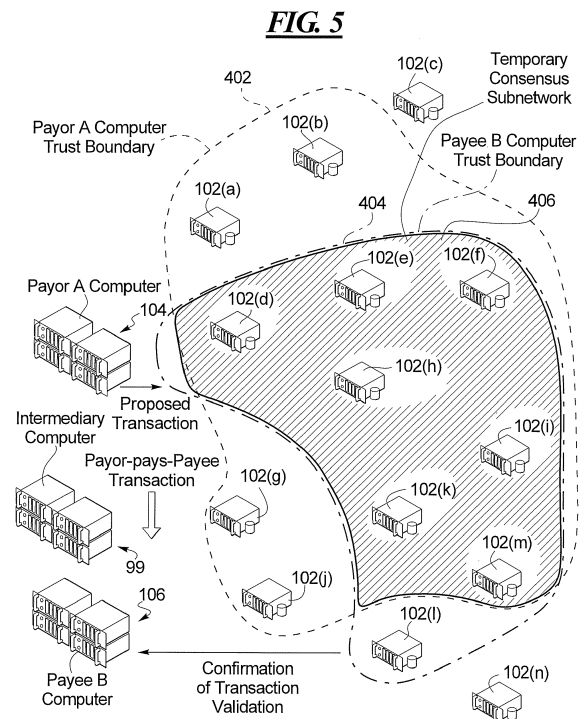 FIG. 5
402
102(c)
Temporary
Consensus
Subnetwork
Payor A Computer
Trust Boundary
102(b)
Payee B Computer
Trust Boundary
102(a)
404
406
102(e)
102(f)
Payor A Computer
104
102(d)
102(h)
Proposed
Transaction
Intermediary
Computer
102(i)
Payor-pays-Payee
Transaction
102(g)
102(k)
99
102(m)
106
102(j)
102(l)
Payee B
Computer
Confirmation
of Transaction
Validation
102(n)